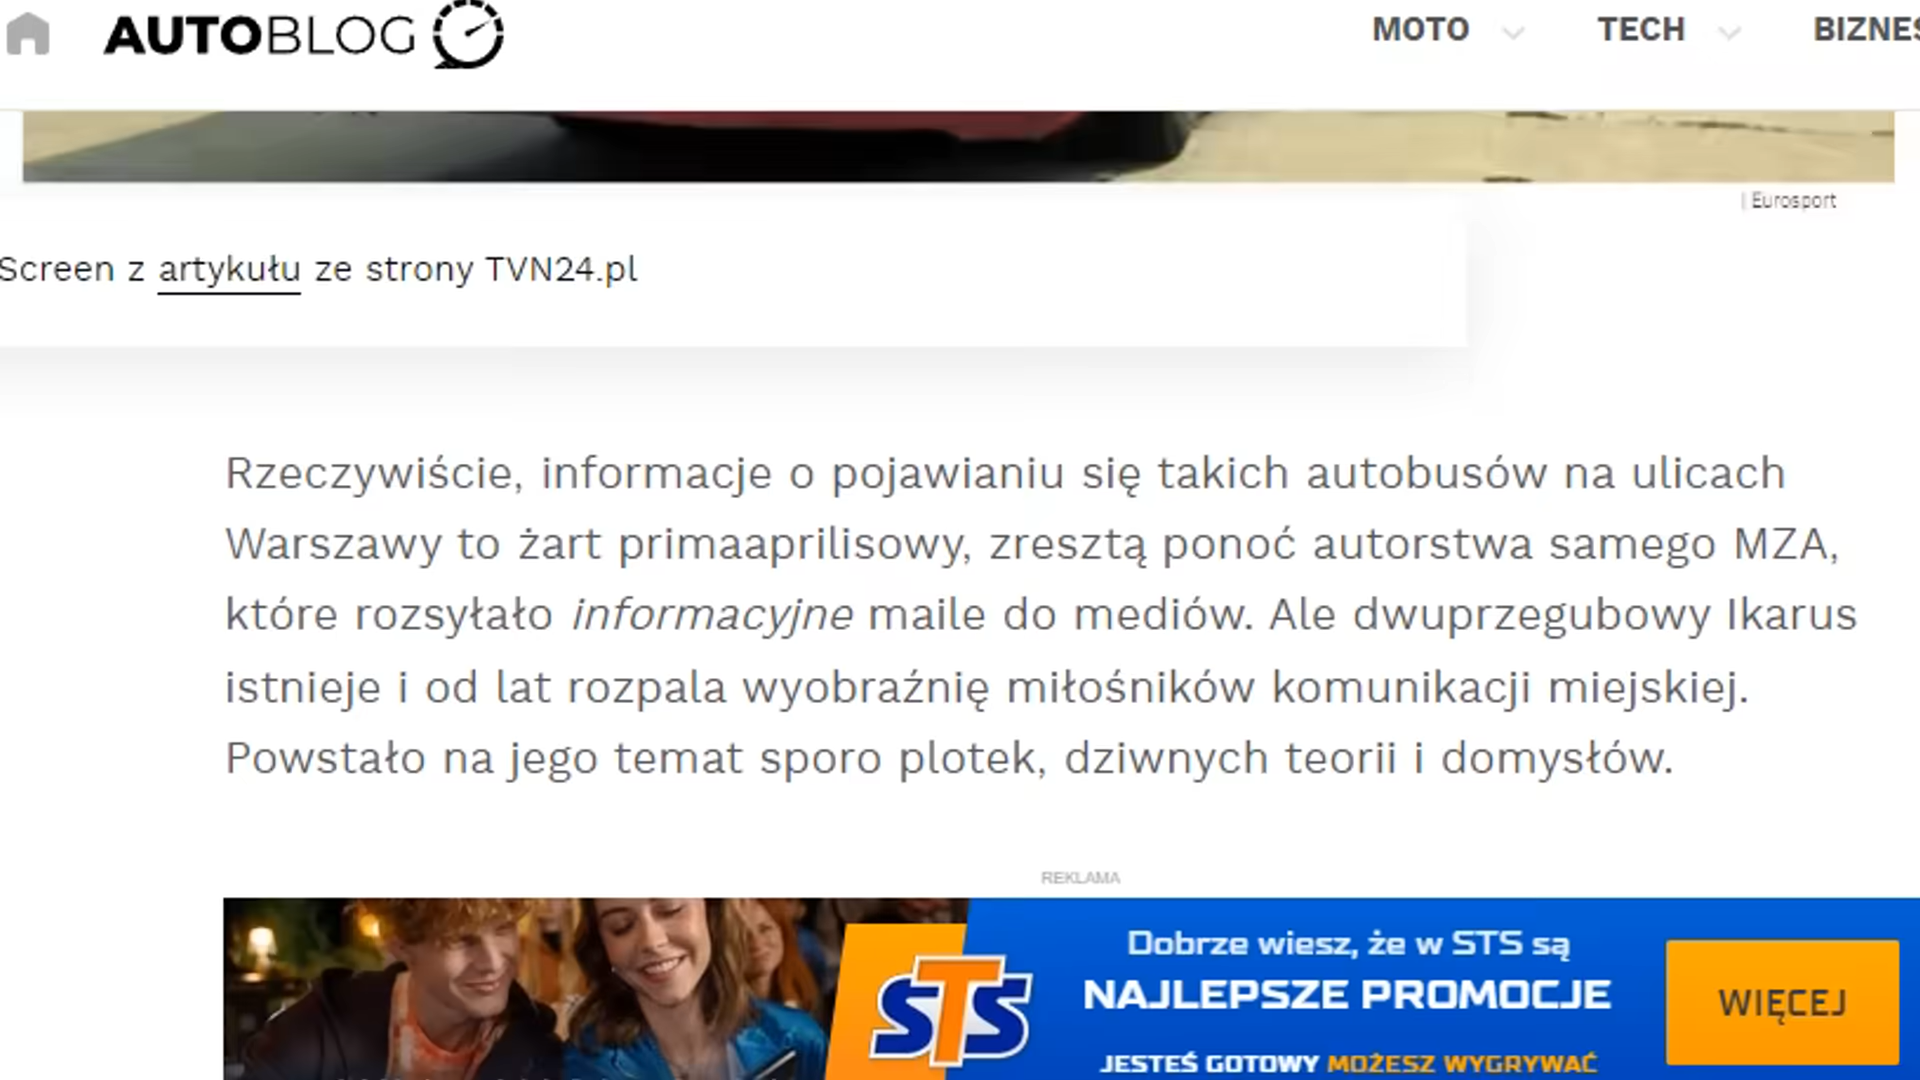 AUTOBLOG
MOTO TECH BIZNES
| Eurosport
Screen z artykułu ze strony TVN24.pl
Rzeczywiście, informacje o pojawianiu się takich autobusów na ulicach
Warszawy to żart primaaprilisowy, zresztą ponoć autorstwa samego MZA,
które rozsyłało informacyjne maile do mediów. Ale dwuprzegubowy Ikarus
istnieje i od lat rozpala wyobraźnię miłośników komunikacji miejskiej.
Powstało na jego temat sporo plotek, dziwnych teorii i domysłów.
REKLAMA
STS
Dobrze wiesz, że w STS są
NAJLEPSZE PROMOCJE
JESTEŚ GOTOWY MOŻESZ WYGRYWAĆ
WIĘCEJ